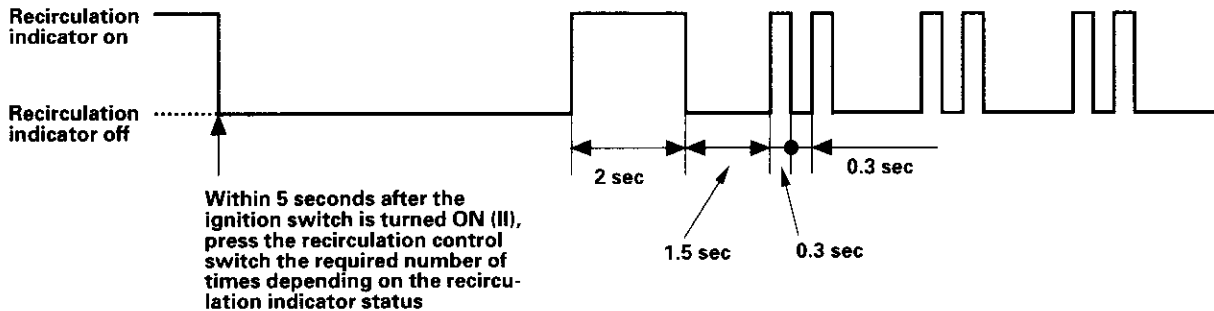 Recirculation
indicator on
Recirculation
indicator off
2 sec
0.3 sec
1.5 sec
0.3 sec
Within 5 seconds after the
ignition switch is turned ON (II),
press the recirculation control
switch the required number of
times depending on the recircu-
lation indicator status